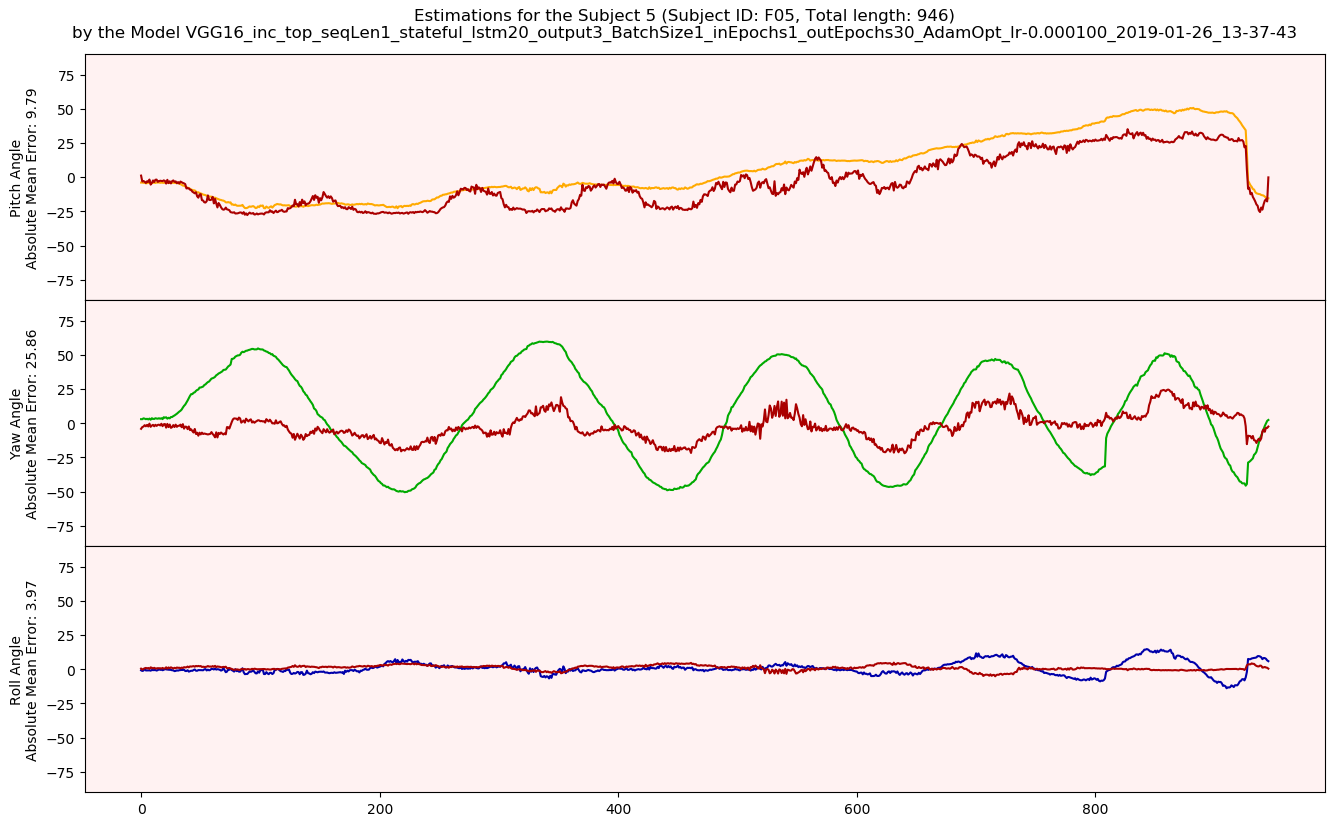 Estimations for the Subject 5 (Subject ID: F05, Total length: 946)
by the Model VGG16_inc_top_seqLen1_stateful_lstm20_output3_BatchSize1_inEpochs1_outEpochs30_AdamOpt_lr-0.000100_2019-01-26_13-37-43
Pitch Angle
Absolute Mean Error: 9.79
75
50
25
0
−25
−50
−75
Yaw Angle
Absolute Mean Error: 25.86
75
50
25
0
−25
−50
−75
Roll Angle
Absolute Mean Error: 3.97
75
50
25
0
−25
−50
−75
0 200 400 600 800